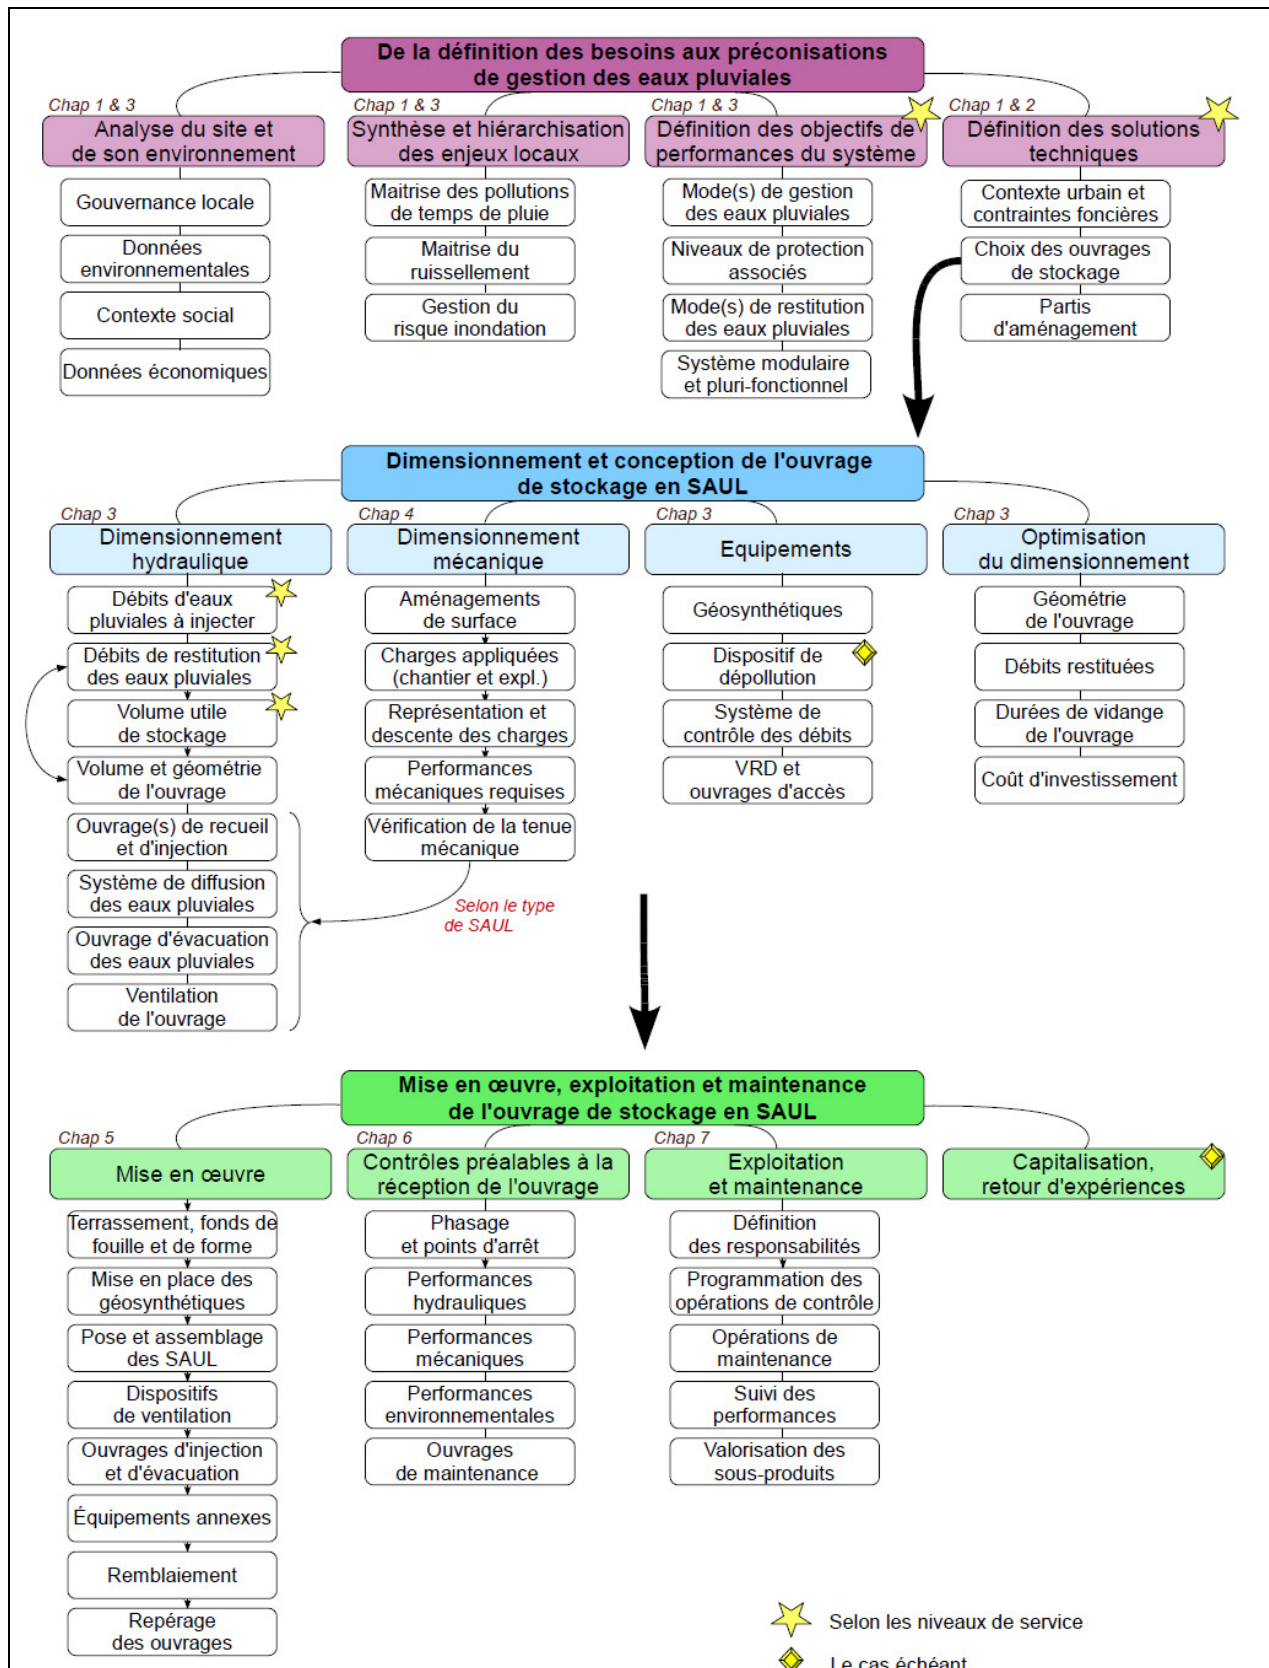 De la définition des besoins aux préconisations
de gestion des eaux pluviales
Chap 1 & 3
Analyse du site et
de son environnement
Gouvernance locale
Données
environnementales
Contexte social
Données économiques
Chap 1 & 3
Synthèse et hiérarchisation
des enjeux locaux
Maitrise des pollutions
de temps de pluie
Maitrise du
ruissellement
Gestion du
risque inondation
Chap 1 & 3
Définition des objectifs de
performances du système
Mode(s) de gestion
des eaux pluviales
Niveaux de protection
associés
Mode(s) de restitution
des eaux pluviales
Système modulaire
et pluri-fonctionnel
Chap 1 & 2
Définition des solutions
techniques
Contexte urbain et
contraintes foncières
Choix des ouvrages
de stockage
Partis
d'aménagement
Dimensionnement et conception de l'ouvrage
de stockage en SAUL
Chap 3
Dimensionnement
hydraulique
Débits d'eaux
pluviales à injecter
Débits de restitution
des eaux pluviales
Volume utile
de stockage
Volume et géométrie
de l'ouvrage
Ouvrage(s) de recueil
et d'injection
Système de diffusion
des eaux pluviales
Ouvrage d'évacuation
des eaux pluviales
Ventilation
de l'ouvrage
Chap 4
Dimensionnement
mécanique
Aménagements
de surface
Charges appliquées
(chantier et expl.)
Représentation et
descente des charges
Performances
mécaniques requises
Vérification de la tenue
mécanique
Selon le type
de SAUL
Chap 3
Equipements
Géosynthétiques
Dispositif de
dépollution
Système de
contrôle des débits
VRD et
ouvrages d'accès
Chap 3
Optimisation
du dimensionnement
Géométrie
de l'ouvrage
Débits restituées
Durées de vidange
de l'ouvrage
Coût d'investissement
Mise en œuvre, exploitation et maintenance
de l'ouvrage de stockage en SAUL
Chap 5
Mise en œuvre
Terrassement, fonds de
fouille et de forme
Mise en place des
géosynthétiques
Pose et assemblage
des SAUL
Dispositifs
de ventilation
Ouvrages d'injection
et d'évacuation
Équipements annexes
Remblaiement
Repérage
des ouvrages
Chap 6
Contrôles préalables à la
réception de l'ouvrage
Phasage
et points d'arrêt
Performances
hydrauliques
Performances
mécaniques
Performances
environnementales
Ouvrages
de maintenance
Chap 7
Exploitation
et maintenance
Définition
des responsabilités
Programmation des
opérations de contrôle
Opérations de
maintenance
Suivi des
performances
Valorisation des
sous-produits
Capitalisation,
retour d'expériences
Selon les niveaux de service
Le cas échéant